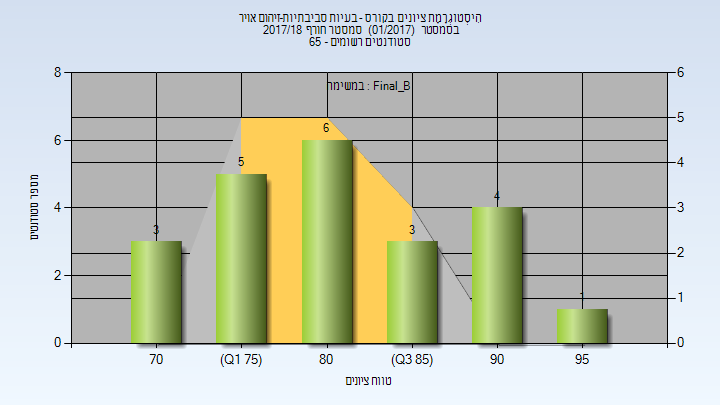 היסטוגרמת ציונים בקורס - בעיות סביבתיות-זיהום אויר
בסמסטר (01/2017) סמסטר חורף 2017/18
סטודנטים רשומים - 65
במשימה : Final_B
8
6
4
2
0
6
5
4
3
2
1
0
3
5
6
3
4
1
מספר סטודנטים
70
(Q1 75)
80
(Q3 85)
90
95
טווח ציונים